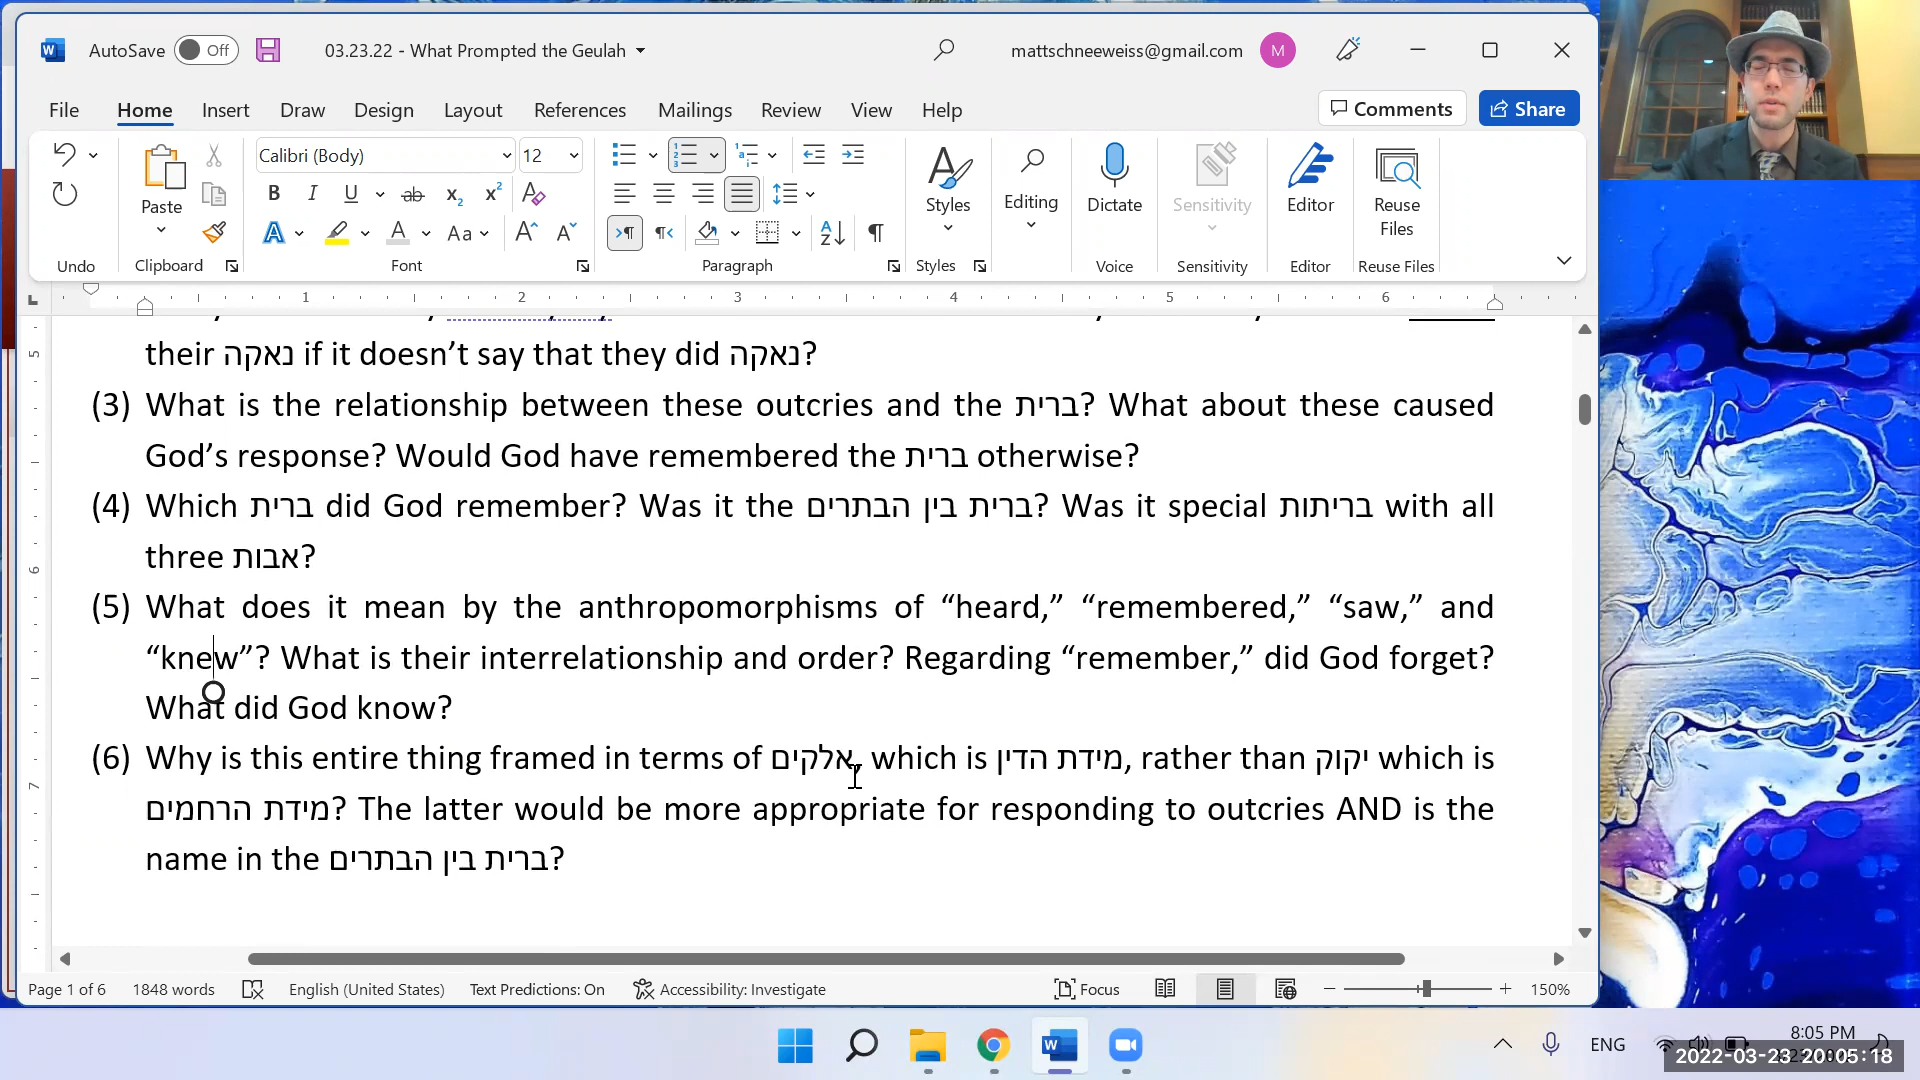 AutoSave Off 03.23.22 - What Prompted the Geulah mattschneeweiss@gmail.com M
File Home Insert Draw Design Layout References Mailings Review View Help Comments Share
Calibri (Body) 12
Paste Styles Editing Dictate Sensitivity Editor Reuse Files
Undo Clipboard Font Paragraph Styles Voice Sensitivity Editor Reuse Files
1 2 3 4 5 6
their נאקה if it doesn’t say that they did נאקה?
(3) What is the relationship between these outcries and the ברית? What about these caused
God’s response? Would God have remembered the ברית otherwise?
(4) Which ברית did God remember? Was it the ברית בין הבתרים? Was it special בריתות with all
three אבות?
(5) What does it mean by the anthropomorphisms of “heard,” “remembered,” “saw,” and
“knew”? What is their interrelationship and order? Regarding “remember,” did God forget?
What did God know?
(6) Why is this entire thing framed in terms of אלקים, which is מידת הדין, rather than יקוק which is
מידת הרחמים? The latter would be more appropriate for responding to outcries AND is the
name in the ברית בין הבתרים?
Page 1 of 6 1848 words English (United States) Text Predictions: On Accessibility: Investigate Focus 150%
ENG 8:05 PM
2022-03-23 20:05:18